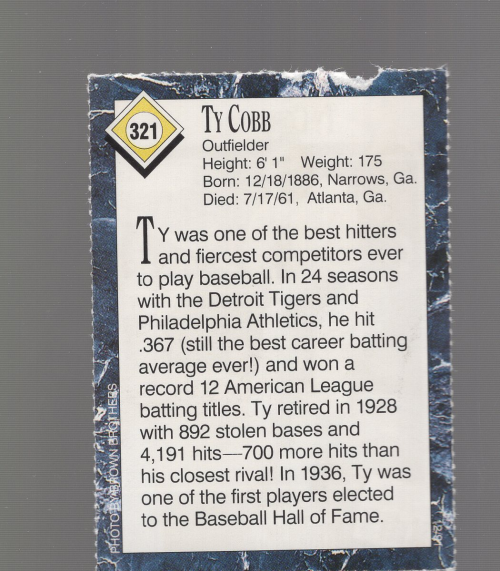 321
TY COBB
Outfielder
Height: 6' 1" Weight: 175
Born: 12/18/1886, Narrows, Ga.
Died: 7/17/61, Atlanta, Ga.
TY was one of the best hitters
and fiercest competitors ever
to play baseball. In 24 seasons
with the Detroit Tigers and
Philadelphia Athletics, he hit
.367 (still the best career batting
average ever!) and won a
record 12 American League
batting titles. Ty retired in 1928
with 892 stolen bases and
4,191 hits—700 more hits than
his closest rival! In 1936, Ty was
one of the first players elected
to the Baseball Hall of Fame.
PHOTO BY BROWN BROTHERS